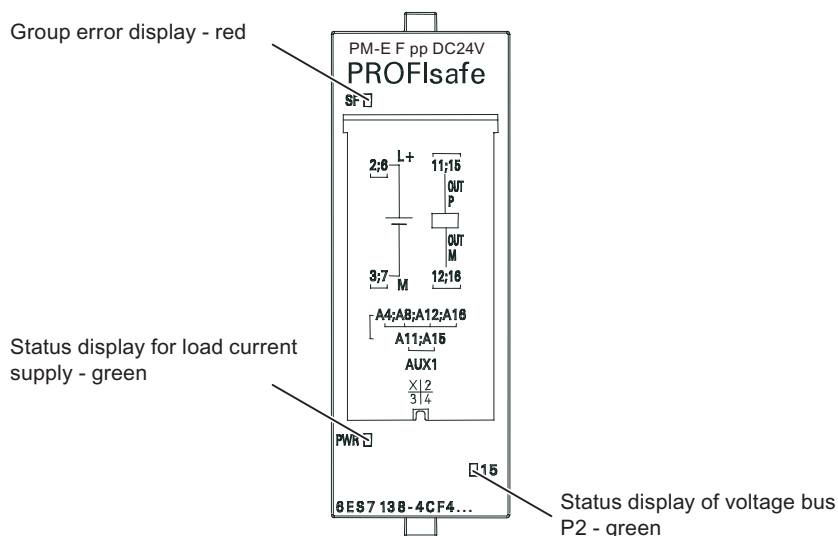 Group error display - red
PM-E F pp DC24V
PROFIsafe
SF
2;6
L+
11;15
OUT
P
OUT
M
3;7
M
12;16
A4;A8;A12;A16
A11;A15
AUX1
X 2
3 4
Status display for load current
supply - green
PWR
15
6ES7 138-4CF4...
Status display of voltage bus
P2 - green